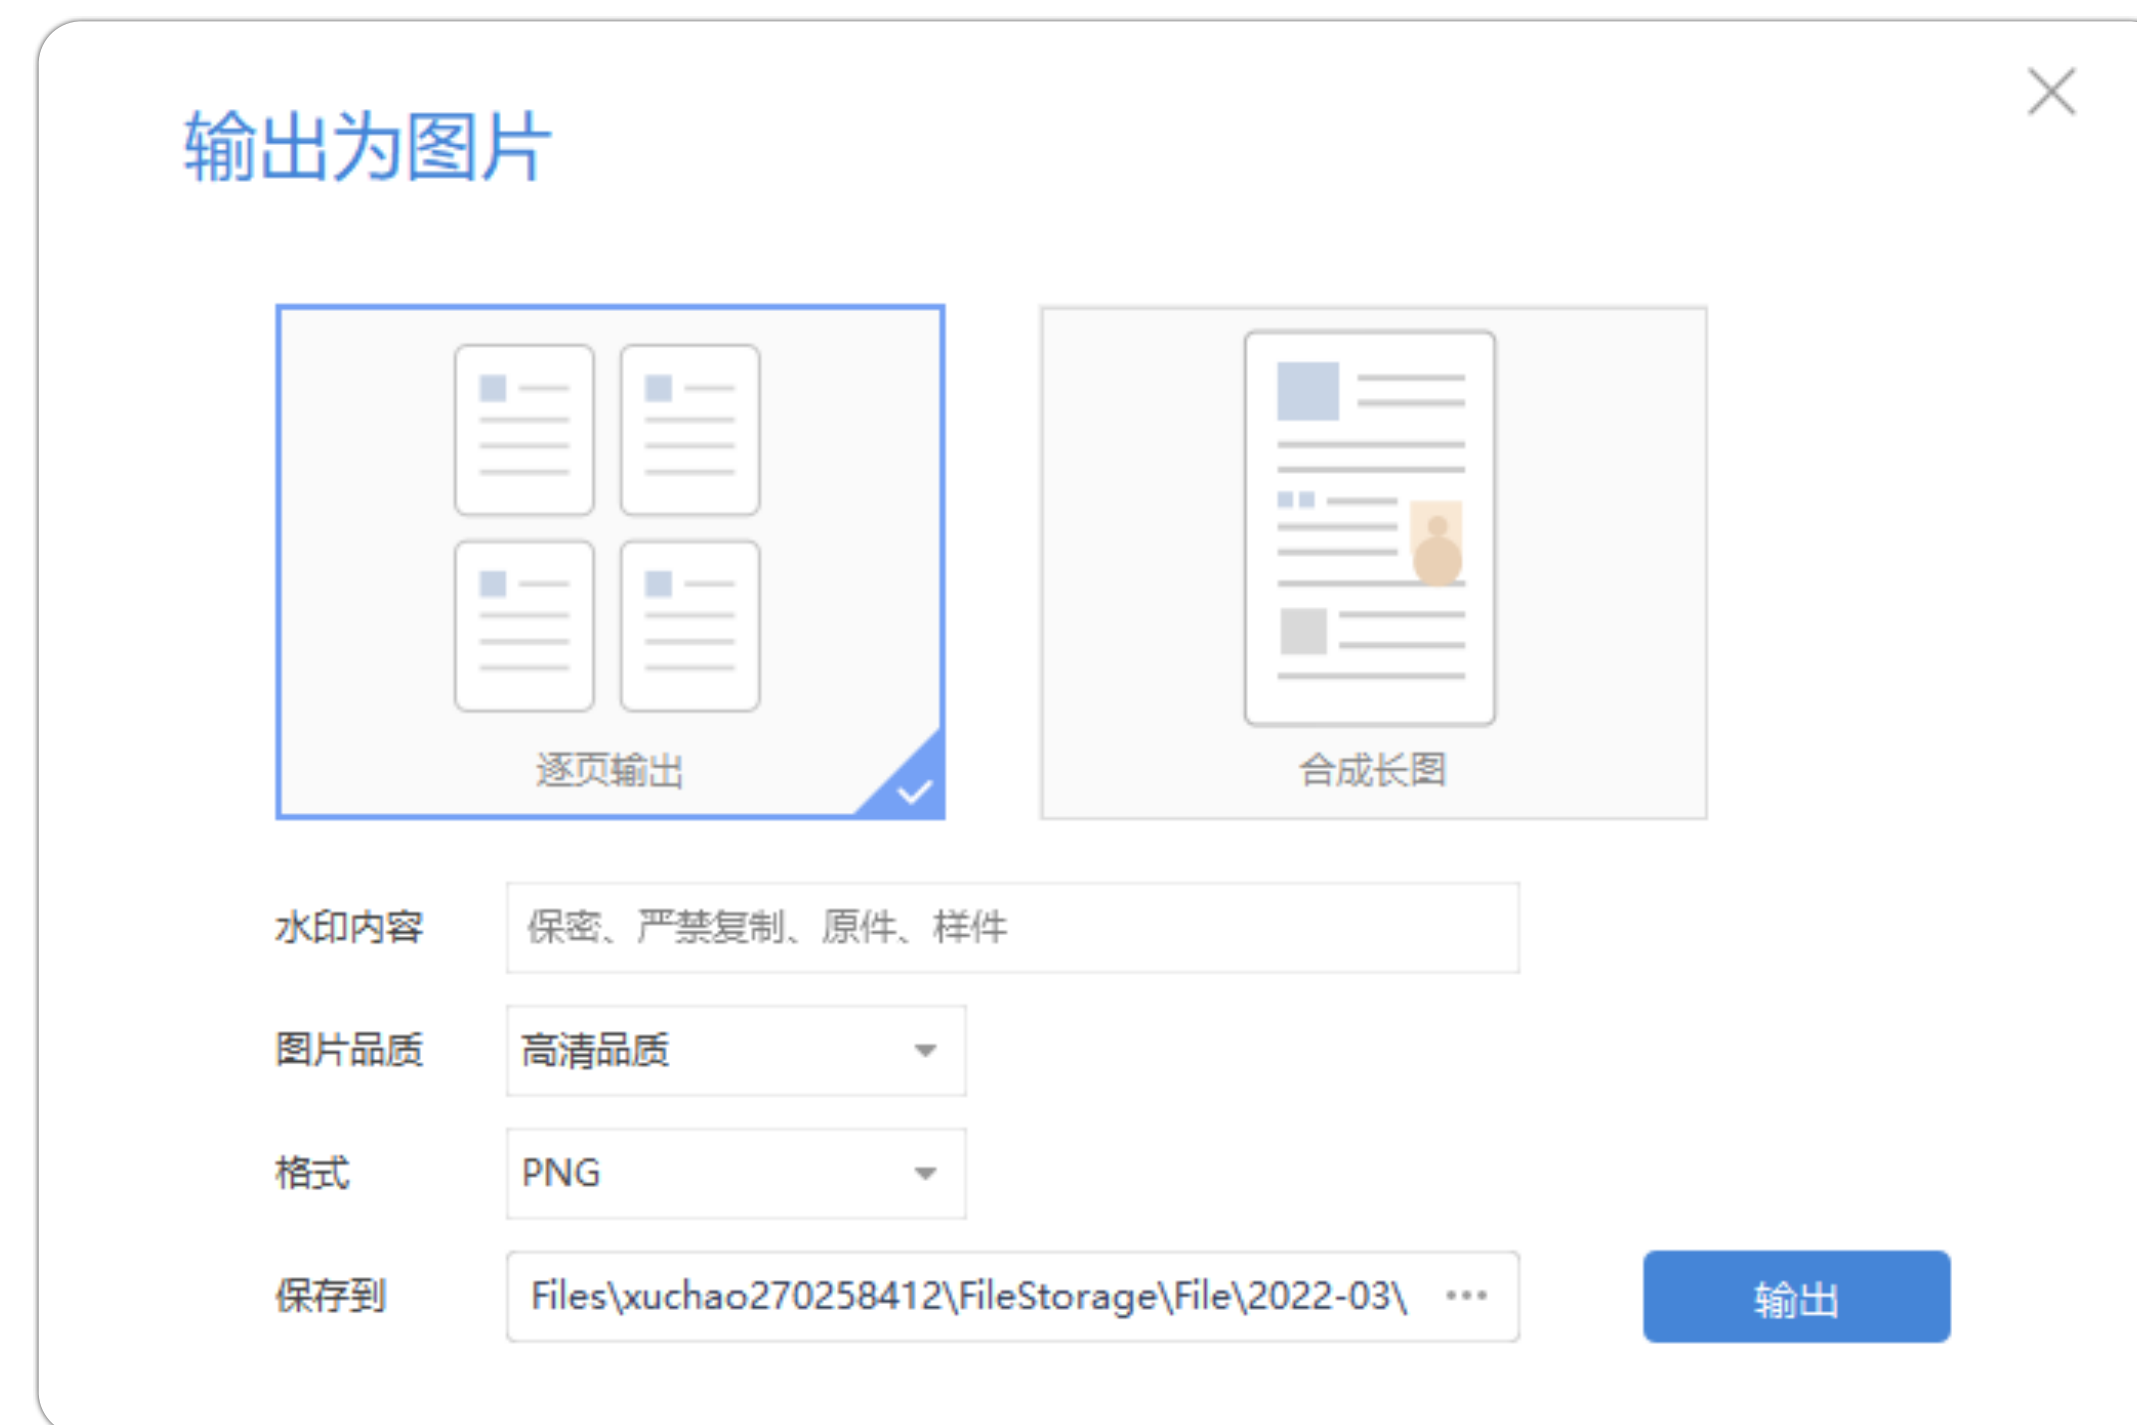 输出为图片
逐页输出
合成长图
水印内容 保密、严禁复制、原件、样件
图片品质 高清品质
格式 PNG
保存到 Files\xuchao270258412\FileStorage\File\2022-03\ ··· 输出